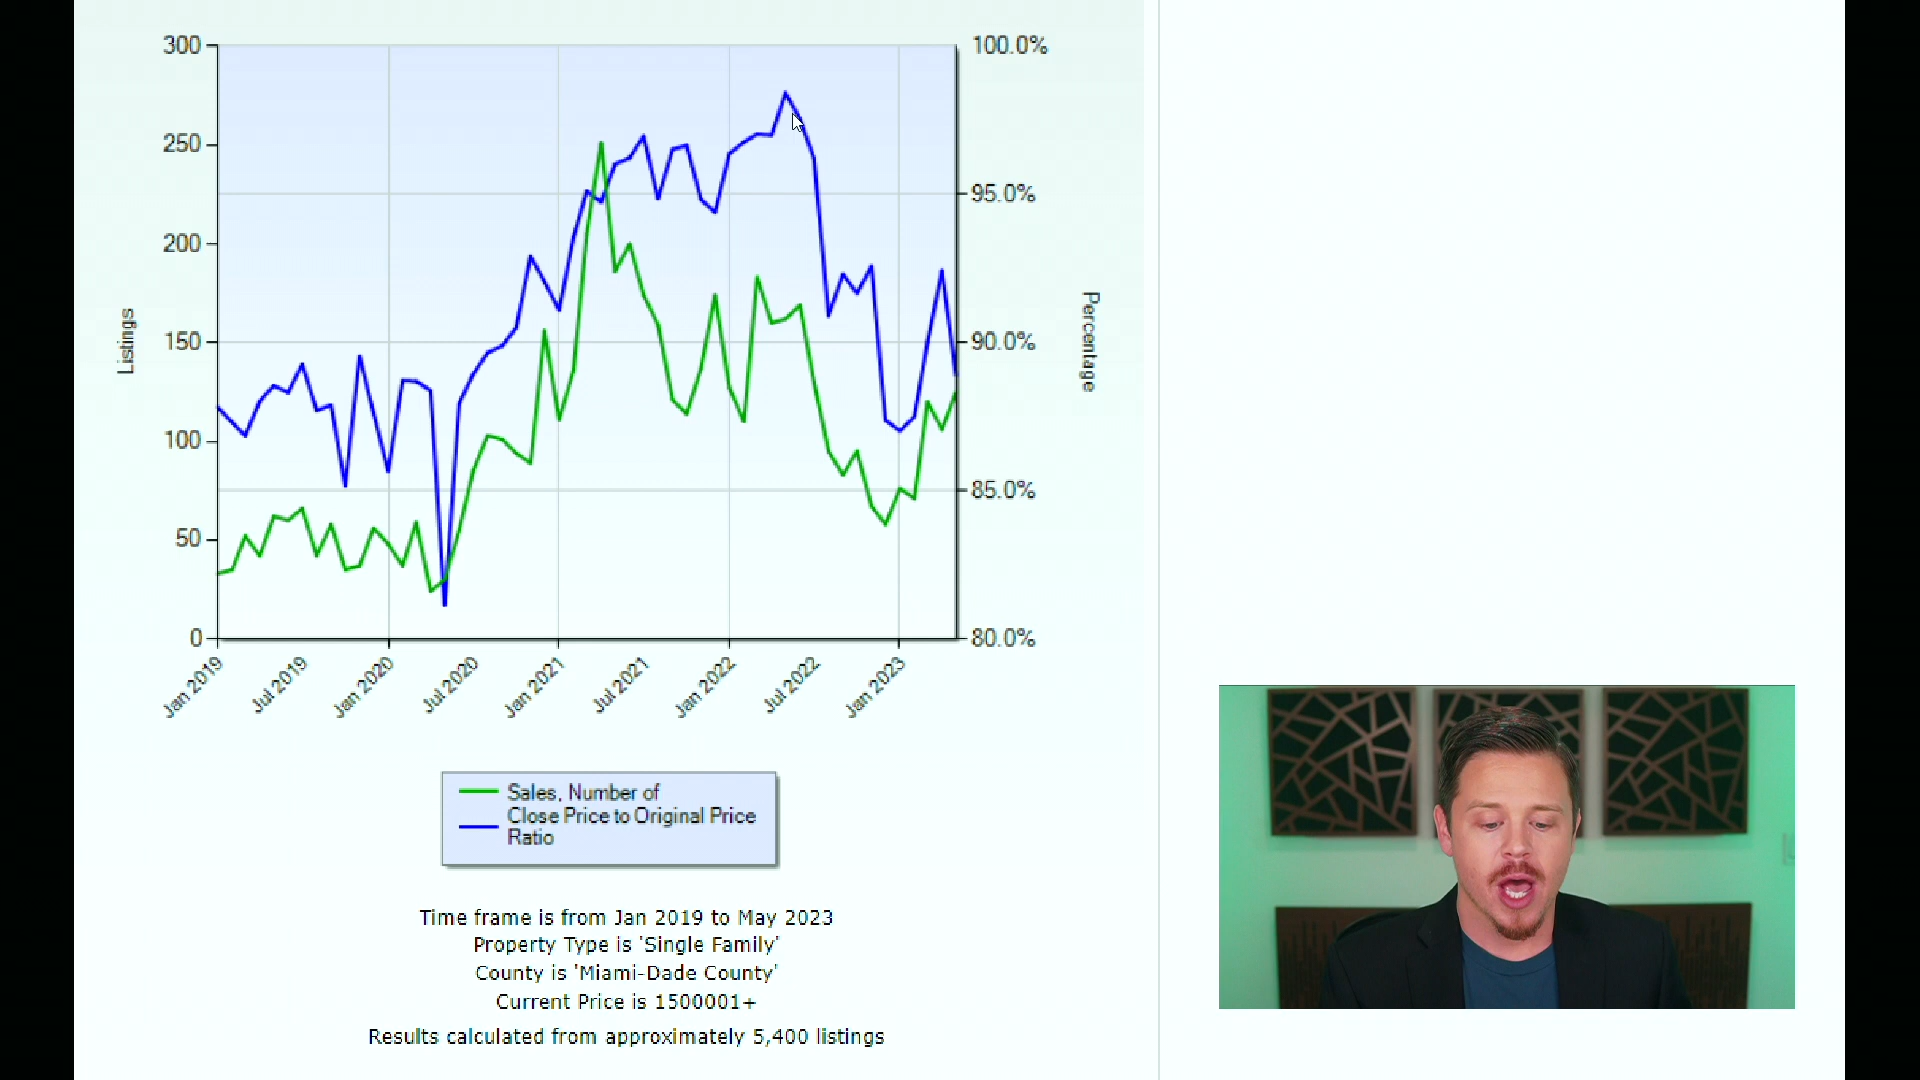 300
100.0%
250
95.0%
200
150
90.0%
100
85.0%
50
0
80.0%
Listings
Percentage
Jan 2019
Jul 2019
Jan 2020
Jul 2020
Jan 2021
Jul 2021
Jan 2022
Jul 2022
Jan 2023
Sales, Number of
Close Price to Original Price
Ratio
Time frame is from Jan 2019 to May 2023
Property Type is 'Single Family'
County is 'Miami-Dade County'
Current Price is 1500001+
Results calculated from approximately 5,400 listings